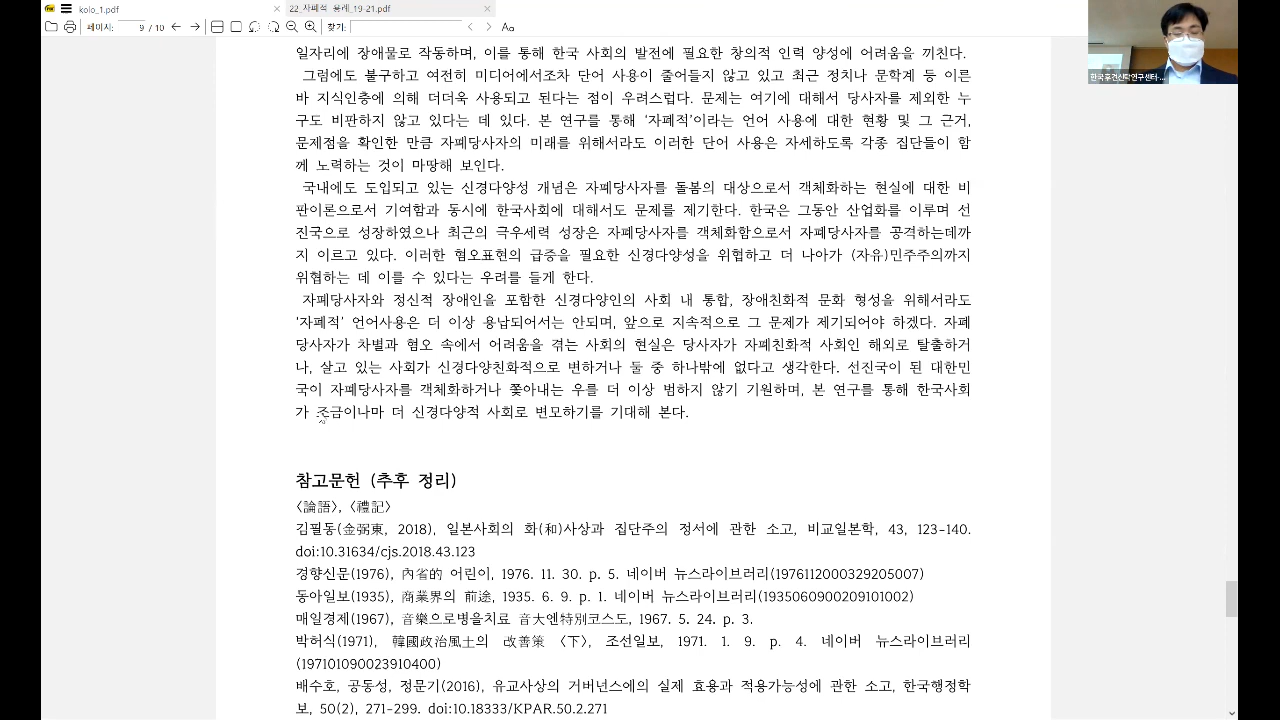 kolo_1.pdf
22_자폐적 용례_19-21.pdf
페이지: 9 / 10
찾기:
Aa
한국후견신탁연구센터-...
일자리에 장애물로 작동하며, 이를 통해 한국 사회의 발전에 필요한 창의적 인력 양성에 어려움을 끼친다.
그럼에도 불구하고 여전히 미디어에서조차 단어 사용이 줄어들지 않고 있고 최근 정치나 문학계 등 이른
바 지식인층에 의해 더더욱 사용되고 된다는 점이 우려스럽다. 문제는 여기에 대해서 당사자를 제외한 누
구도 비판하지 않고 있다는 데 있다. 본 연구를 통해 '자폐적'이라는 언어 사용에 대한 현황 및 그 근거,
문제점을 확인한 만큼 자폐당사자의 미래를 위해서라도 이러한 단어 사용은 자세하도록 각종 집단들이 함
께 노력하는 것이 마땅해 보인다.
국내에도 도입되고 있는 신경다양성 개념은 자폐당사자를 돌봄의 대상으로서 객체화하는 현실에 대한 비
판이론으로서 기여함과 동시에 한국사회에 대해서도 문제를 제기한다. 한국은 그동안 산업화를 이루며 선
진국으로 성장하였으나 최근의 극우세력 성장은 자폐당사자를 객체화함으로서 자폐당사자를 공격하는데까
지 이르고 있다. 이러한 혐오표현의 급증을 필요한 신경다양성을 위협하고 더 나아가 (자유)민주주의까지
위협하는 데 이를 수 있다는 우려를 들게 한다.
자폐당사자와 정신적 장애인을 포함한 신경다양인의 사회 내 통합, 장애친화적 문화 형성을 위해서라도
'자폐적' 언어사용은 더 이상 용납되어서는 안되며, 앞으로 지속적으로 그 문제가 제기되어야 하겠다. 자폐
당사자가 차별과 혐오 속에서 어려움을 겪는 사회의 현실은 당사자가 자폐친화적 사회인 해외로 탈출하거
나, 살고 있는 사회가 신경다양친화적으로 변하거나 둘 중 하나밖에 없다고 생각한다. 선진국이 된 대한민
국이 자폐당사자를 객체화하거나 쫓아내는 우를 더 이상 범하지 않기 기원하며, 본 연구를 통해 한국사회
가 조금이나마 더 신경다양적 사회로 변모하기를 기대해 본다.
참고문헌 (추후 정리)
〈論語〉, 〈禮記〉
김필동(金弼東, 2018), 일본사회의 화(和)사상과 집단주의 정서에 관한 소고, 비교일본학, 43, 123-140.
doi:10.31634/cjs.2018.43.123
경향신문(1976), 內省的 어린이, 1976. 11. 30. p. 5. 네이버 뉴스라이브러리(1976112000329205007)
동아일보(1935), 商業界의 前途, 1935. 6. 9. p. 1. 네이버 뉴스라이브러리(1935060900209101002)
매일경제(1967), 音樂으로병을치료 音大엔特別코스도, 1967. 5. 24. p. 3.
박허식(1971), 韓國政治風土의 改善策 〈下〉, 조선일보, 1971. 1. 9. p. 4. 네이버 뉴스라이브러리
(197101090023910400)
배수호, 공동성, 정문기(2016), 유교사상의 거버넌스에의 실제 효용과 적용가능성에 관한 소고, 한국행정학
보, 50(2), 271-299. doi:10.18333/KPAR.50.2.271